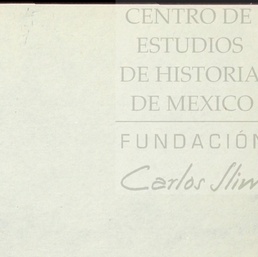 CENTRO DE
ESTUDIOS
DE HISTORIA
DE MEXICO
FUNDACIÓN
Carlos Slim